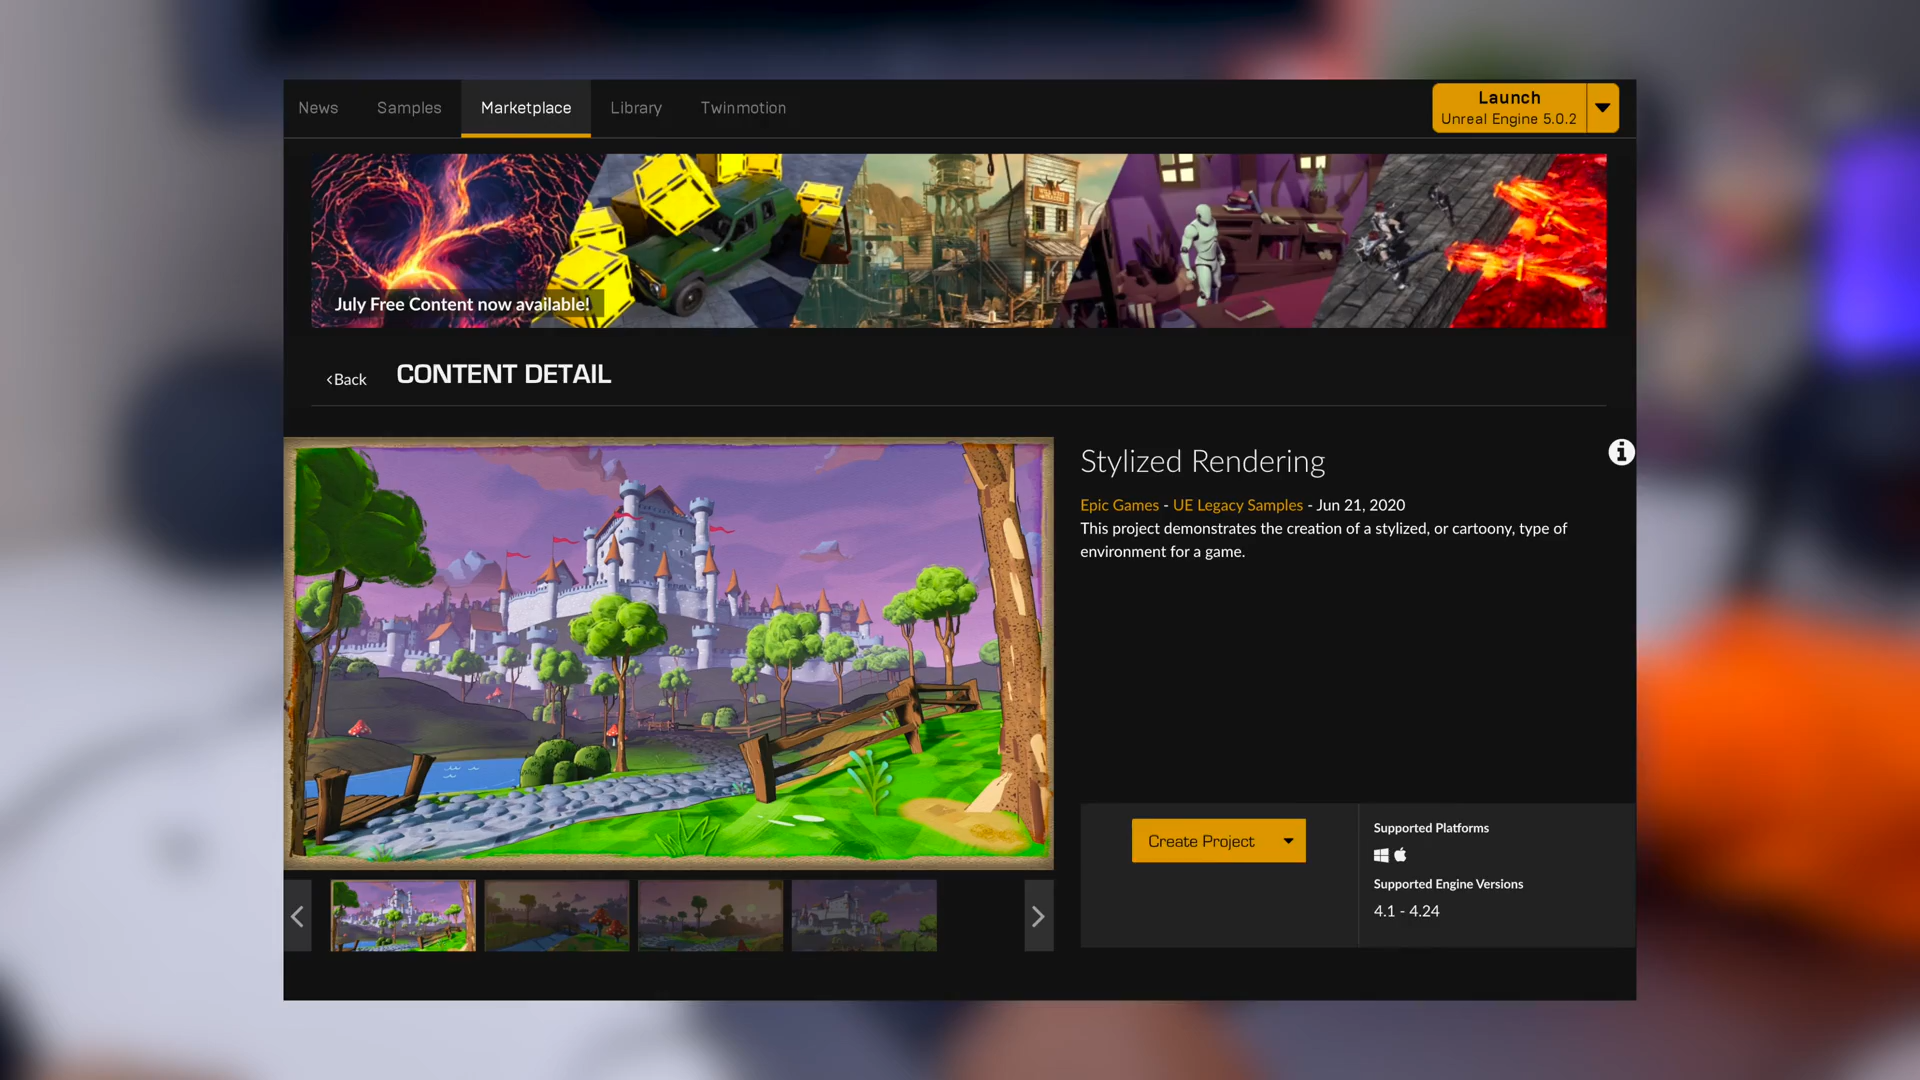 News Samples Marketplace Library Twinmotion
Launch
Unreal Engine 5.0.2
July Free Content now available!
<Back CONTENT DETAIL
Stylized Rendering
Epic Games - UE Legacy Samples - Jun 21, 2020
This project demonstrates the creation of a stylized, or cartoony, type of
environment for a game.
Create Project
Supported Platforms
Supported Engine Versions
4.1 - 4.24